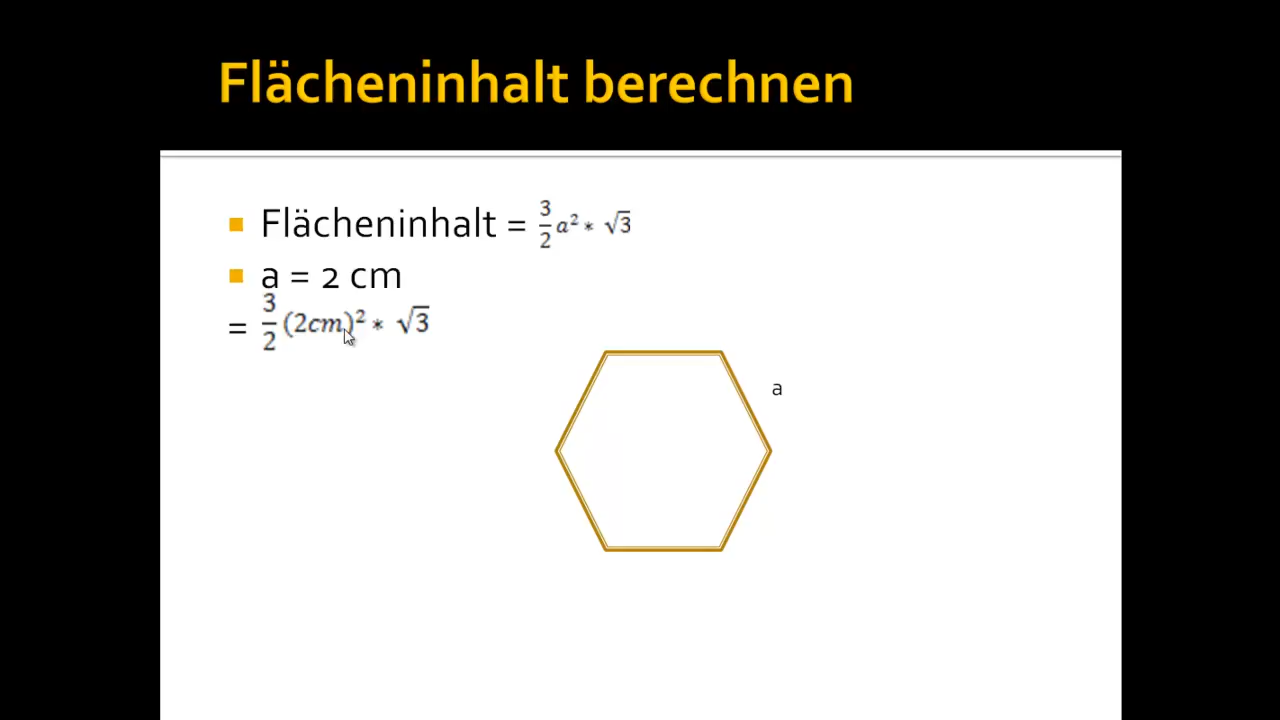 Flächeninhalt berechnen
Flächeninhalt = 3/2 a² * √3
a = 2 cm
= 3/2 (2cm)² * √3
a